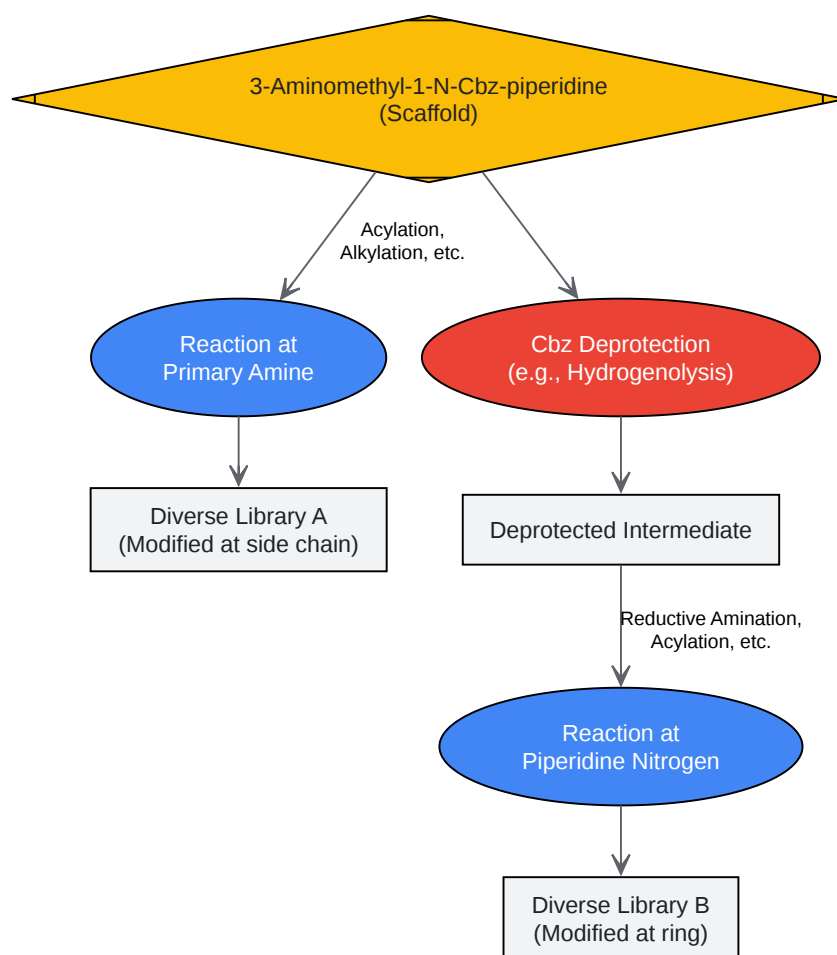 3-Aminomethyl-1-N-Cbz-piperidine
(Scaffold)
Acylation,
Alkylation, etc.
Reaction at
Primary Amine
Cbz Deprotection
(e.g., Hydrogenolysis)
Diverse Library A
(Modified at side chain)
Deprotected Intermediate
Reductive Amination,
Acylation, etc.
Reaction at
Piperidine Nitrogen
Diverse Library B
(Modified at ring)